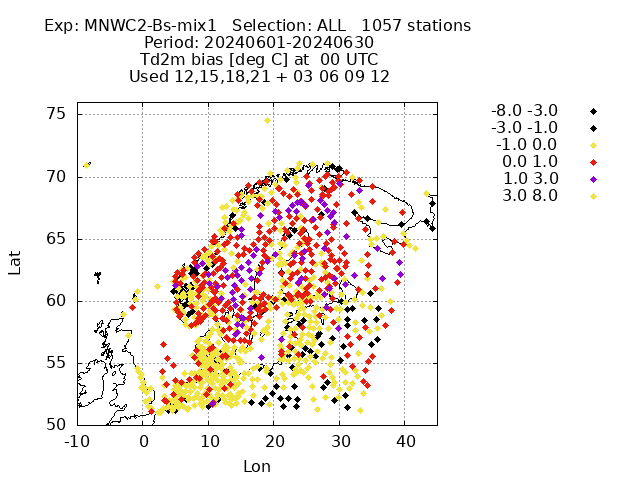 Exp: MNWC2-Bs-mix1   Selection: ALL   1057 stations
Period: 20240601-20240630
Td2m bias [deg C] at  00 UTC
Used 12,15,18,21 + 03 06 09 12
-8.0 -3.0
-3.0 -1.0
-1.0 0.0
0.0 1.0
1.0 3.0
3.0 8.0
75
70
65
60
55
50
Lat
-10 0 10 20 30 40
Lon